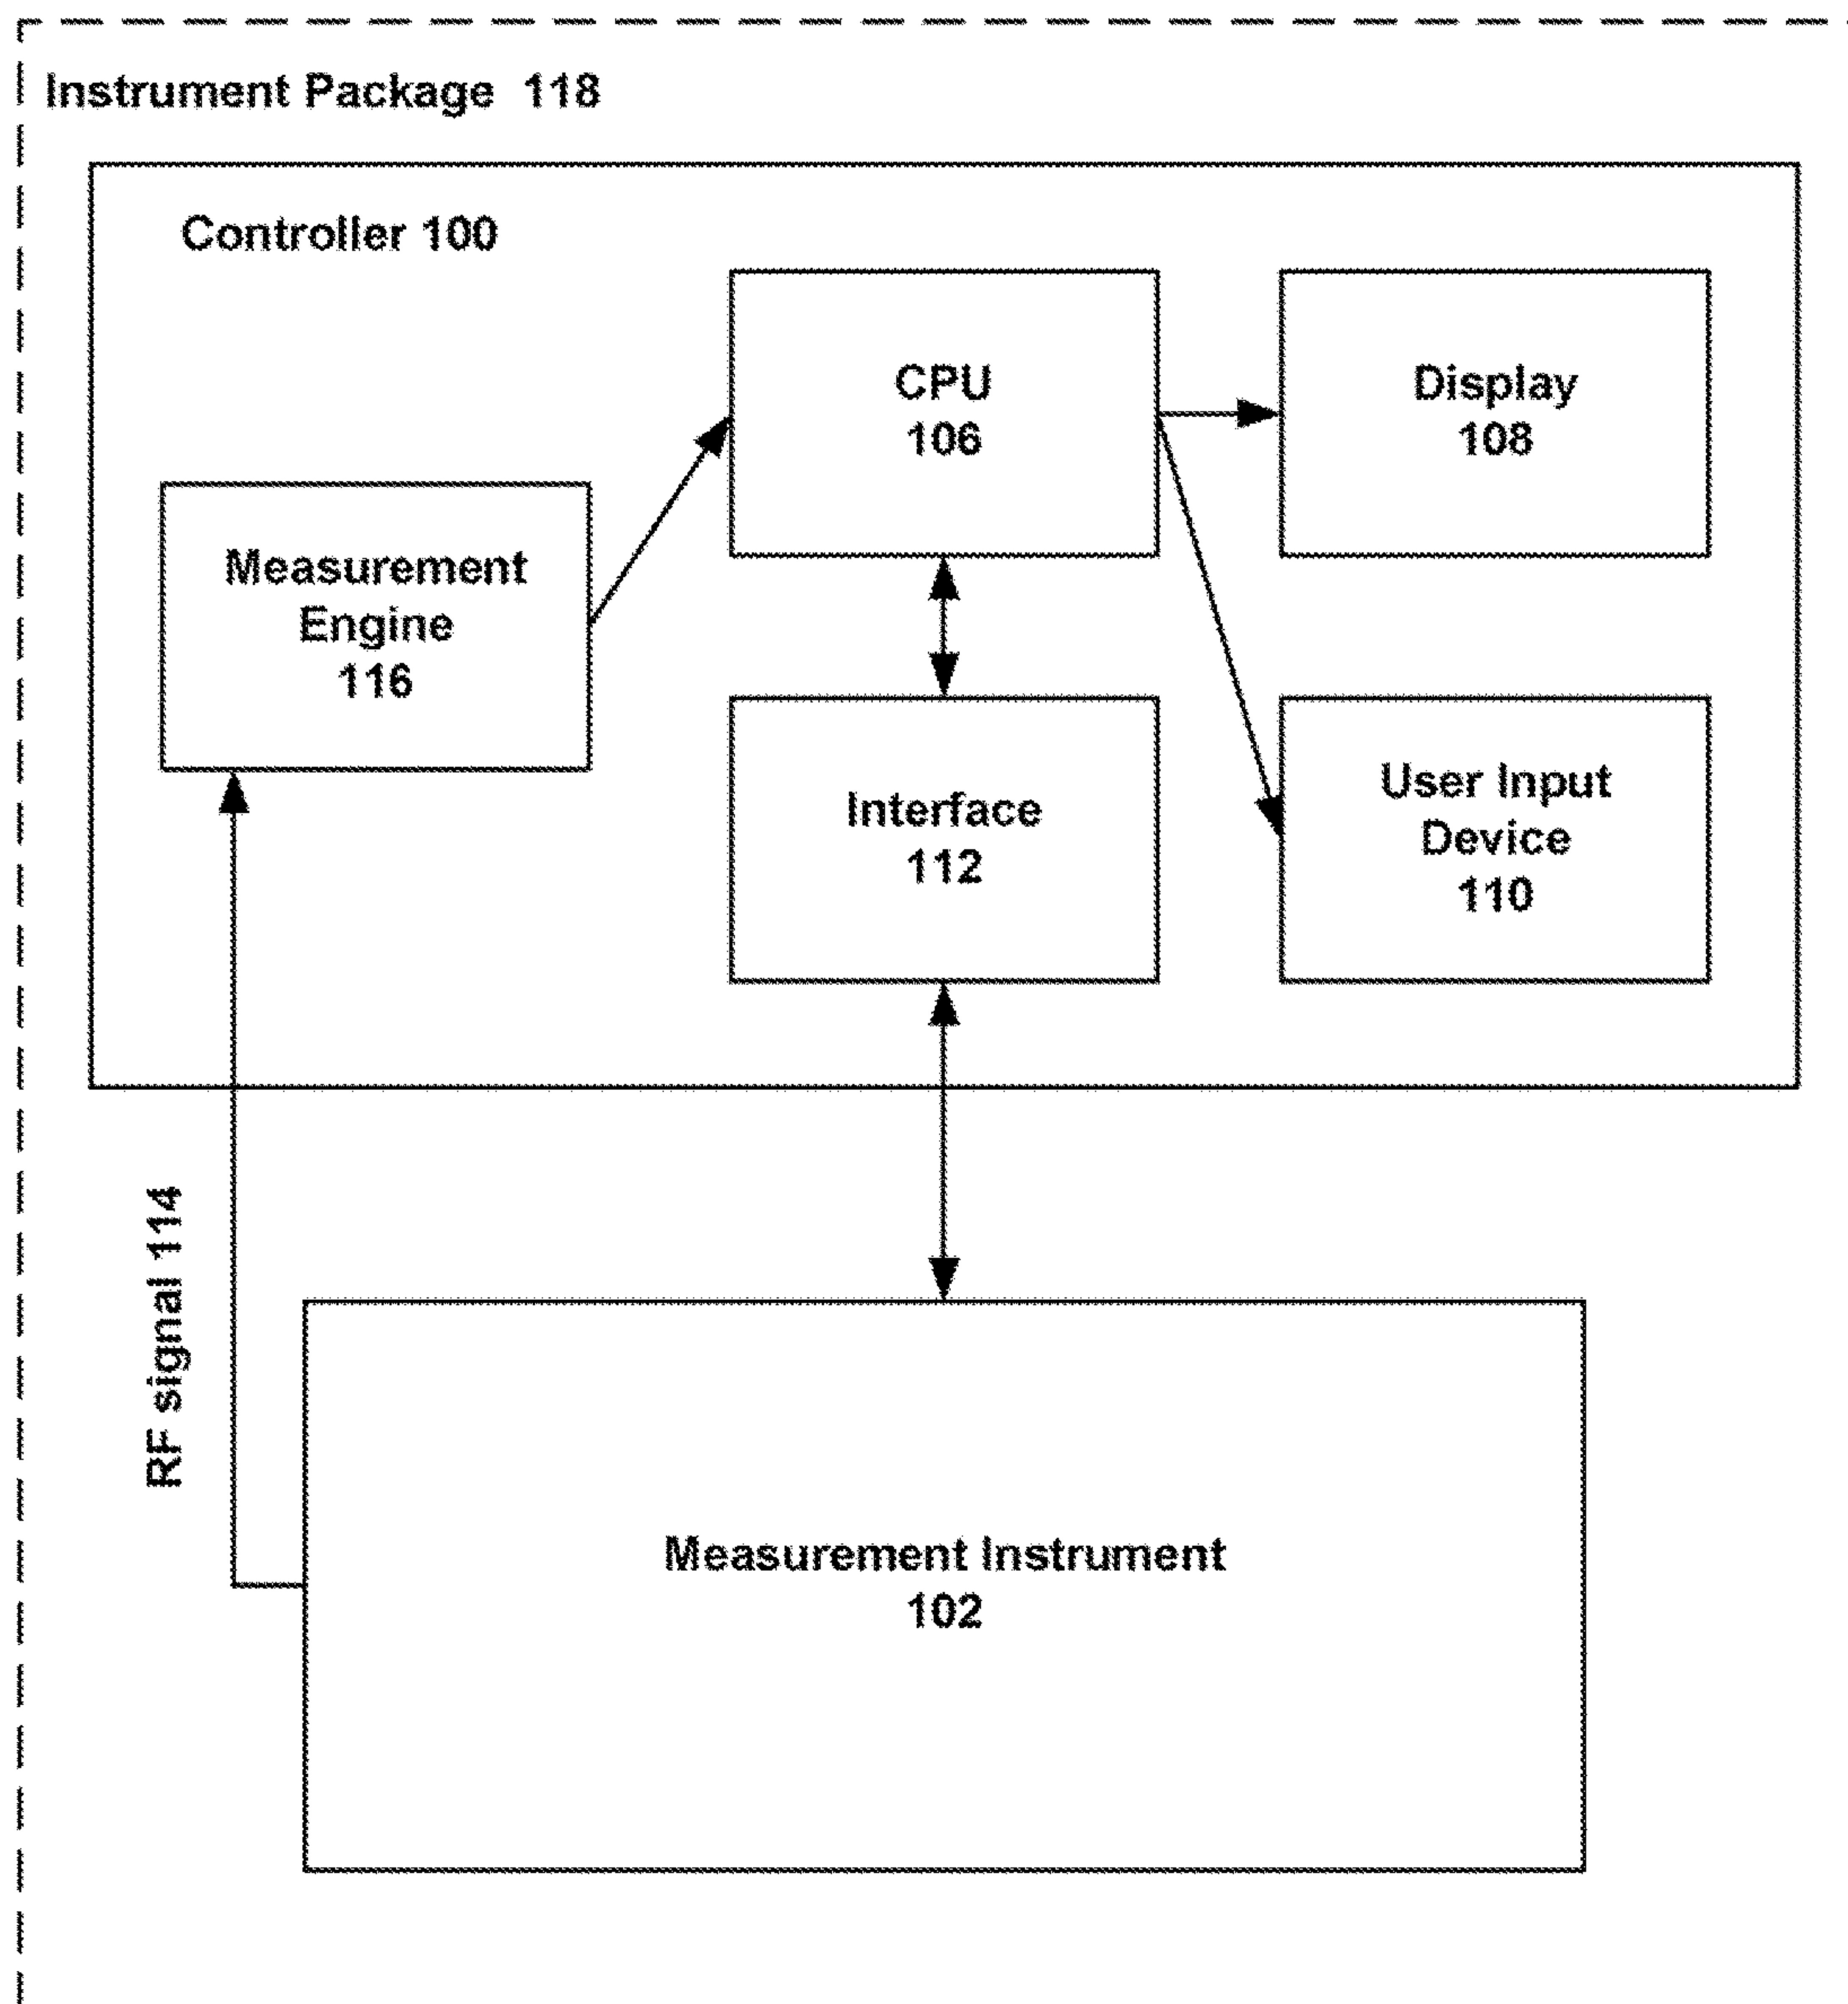 Instrument Package 118
Controller 100
CPU
106
Display
108
Measurement
Engine
116
Interface
112
User Input
Device
110
RF signal 114
Measurement Instrument
102